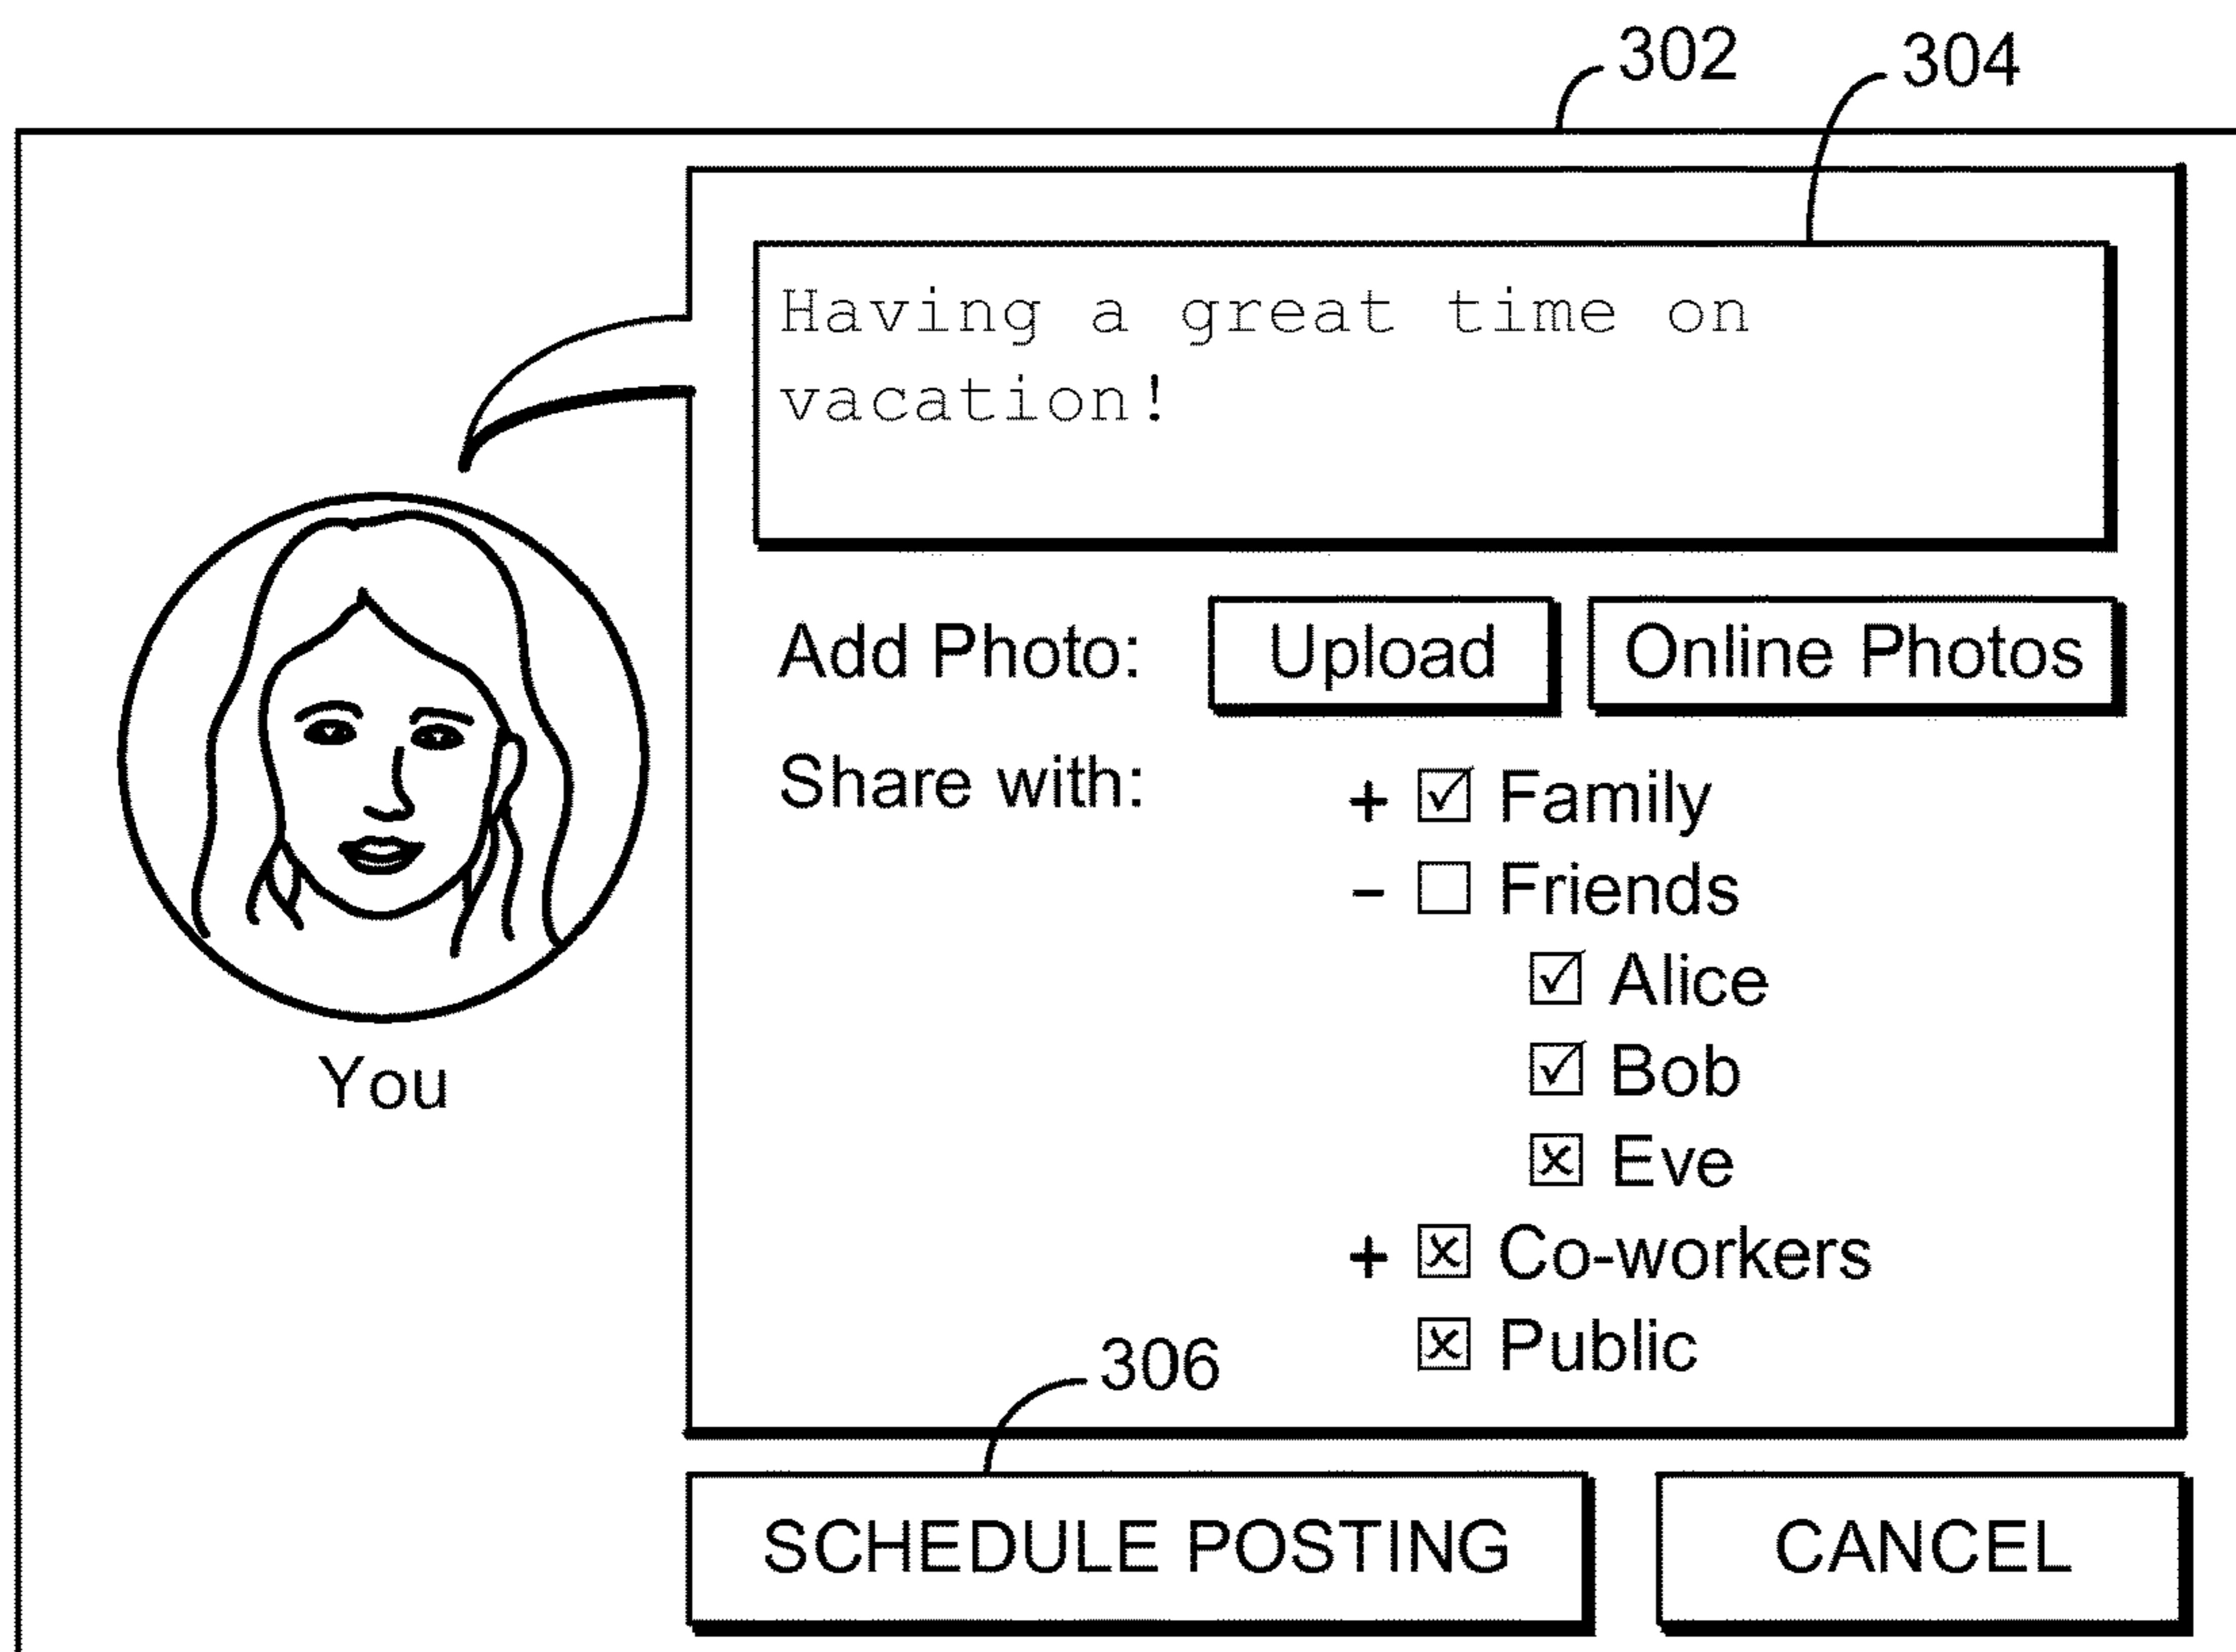 302 304
Having a great time on
vacation!
Add Photo: Upload Online Photos
Share with: + ☑ Family
- ☐ Friends
☑ Alice
☑ Bob
☒ Eve
+ ☒ Co-workers
☒ Public
You
306
SCHEDULE POSTING CANCEL